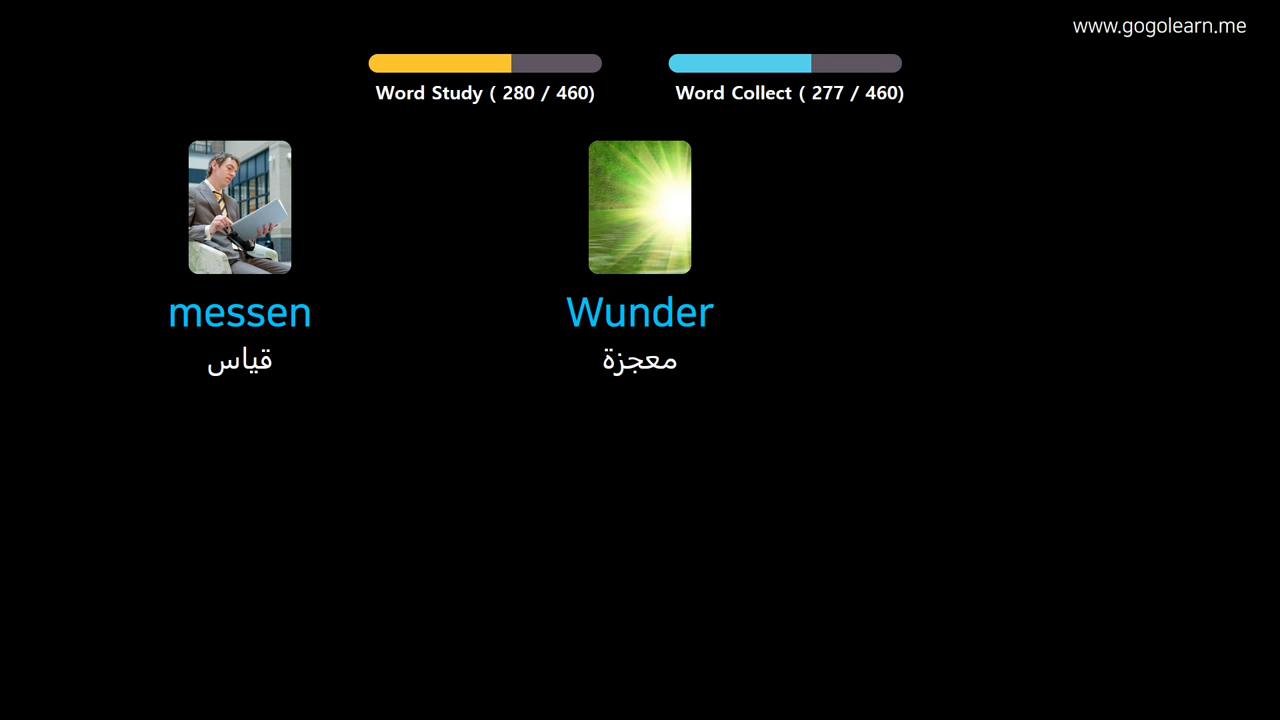 www.gogolearn.me
Word Study ( 280 / 460)
Word Collect ( 277 / 460)
messen
قياس
Wunder
معجزة